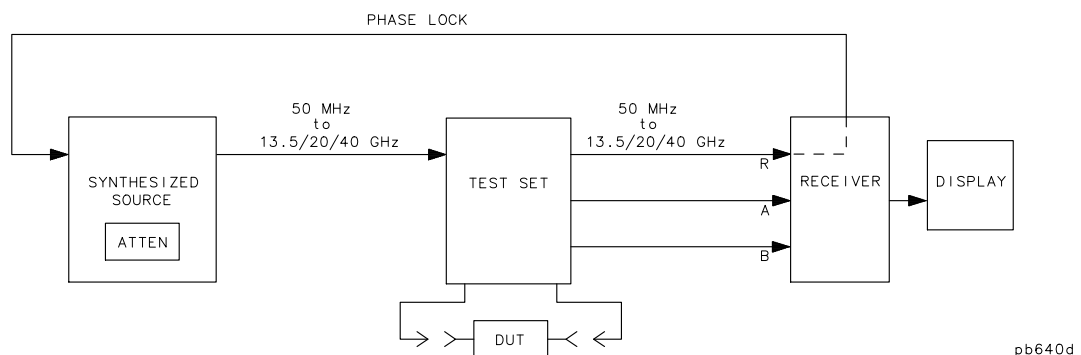 PHASE LOCK
50 MHz
to
13.5/20/40 GHz
50 MHz
to
13.5/20/40 GHz
SYNTHESIZED
SOURCE
ATTEN
TEST SET
R
A
B
RECEIVER
DISPLAY
DUT
pb640d